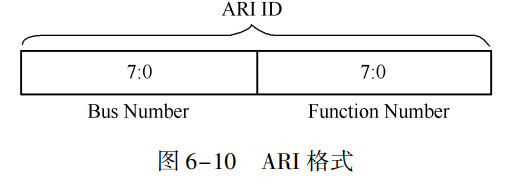 ARI ID
7:0 7:0
Bus Number Function Number
图 6-10 ARI 格式